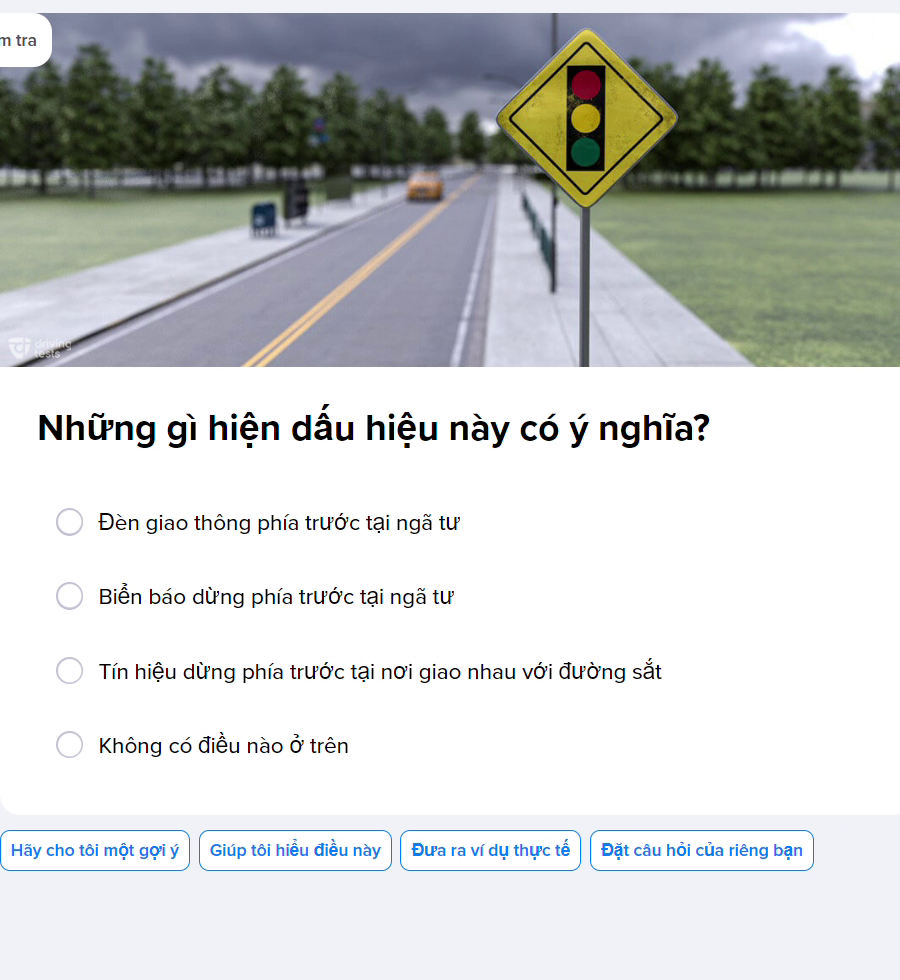 m tra
driving
tests
Những gì hiện dấu hiệu này có ý nghĩa?
Đèn giao thông phía trước tại ngã tư
Biển báo dừng phía trước tại ngã tư
Tín hiệu dừng phía trước tại nơi giao nhau với đường sắt
Không có điều nào ở trên
Hãy cho tôi một gợi ý
Giúp tôi hiểu điều này
Đưa ra ví dụ thực tế
Đặt câu hỏi của riêng bạn